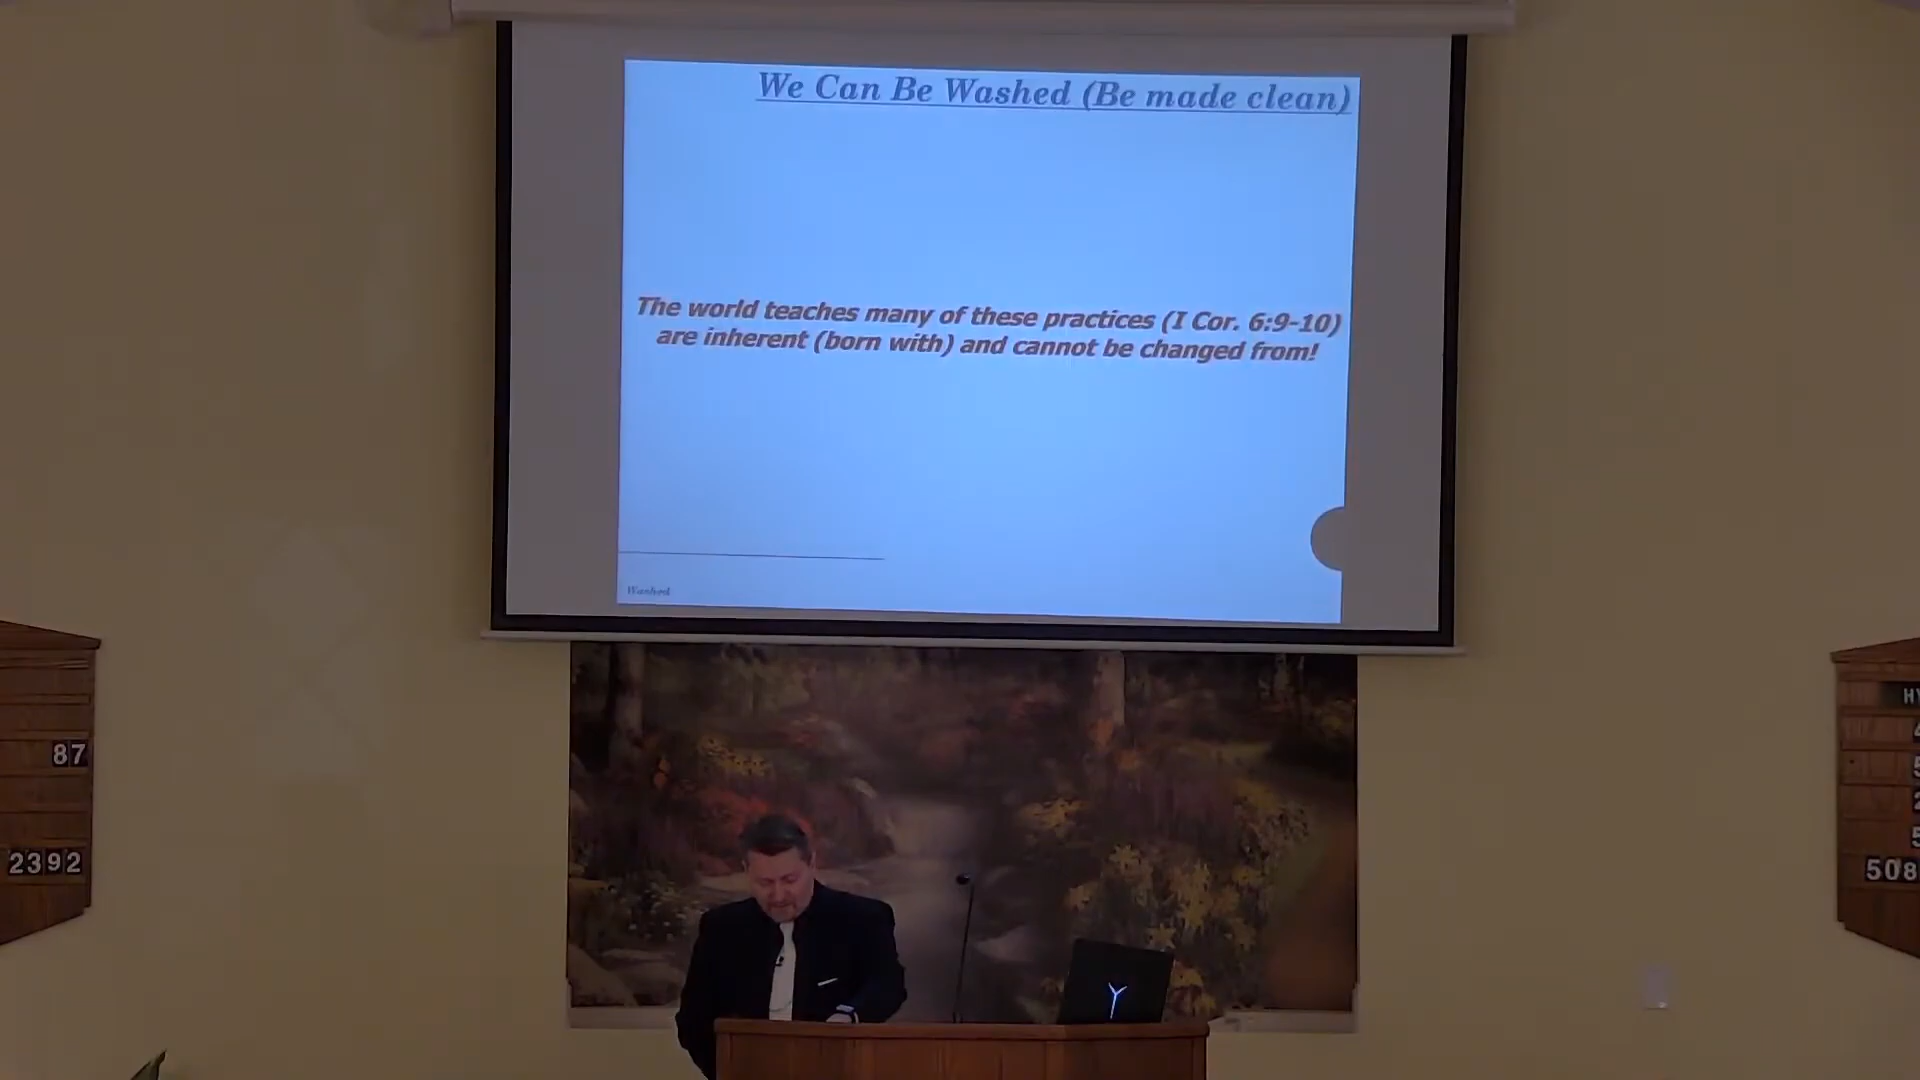 We Can Be Washed (Be made clean)
The world teaches many of these practices (I Cor. 6:9-10)
are inherent (born with) and cannot be changed from!
Washed
87
2392
508